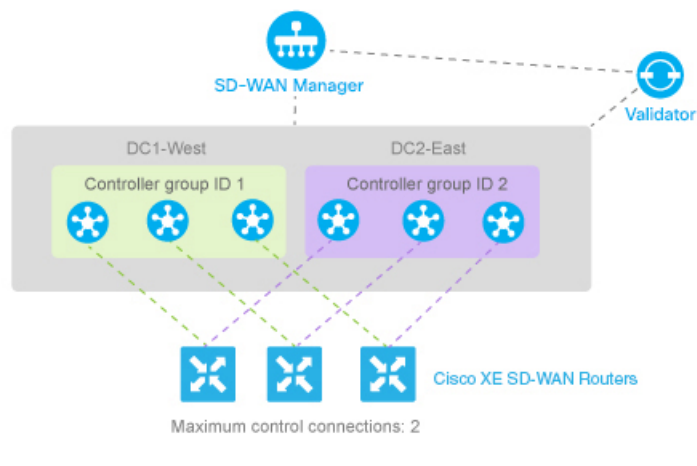 SD-WAN Manager
Validator
DC1-West
DC2-East
Controller group ID 1
Controller group ID 2
Cisco XE SD-WAN Routers
Maximum control connections: 2